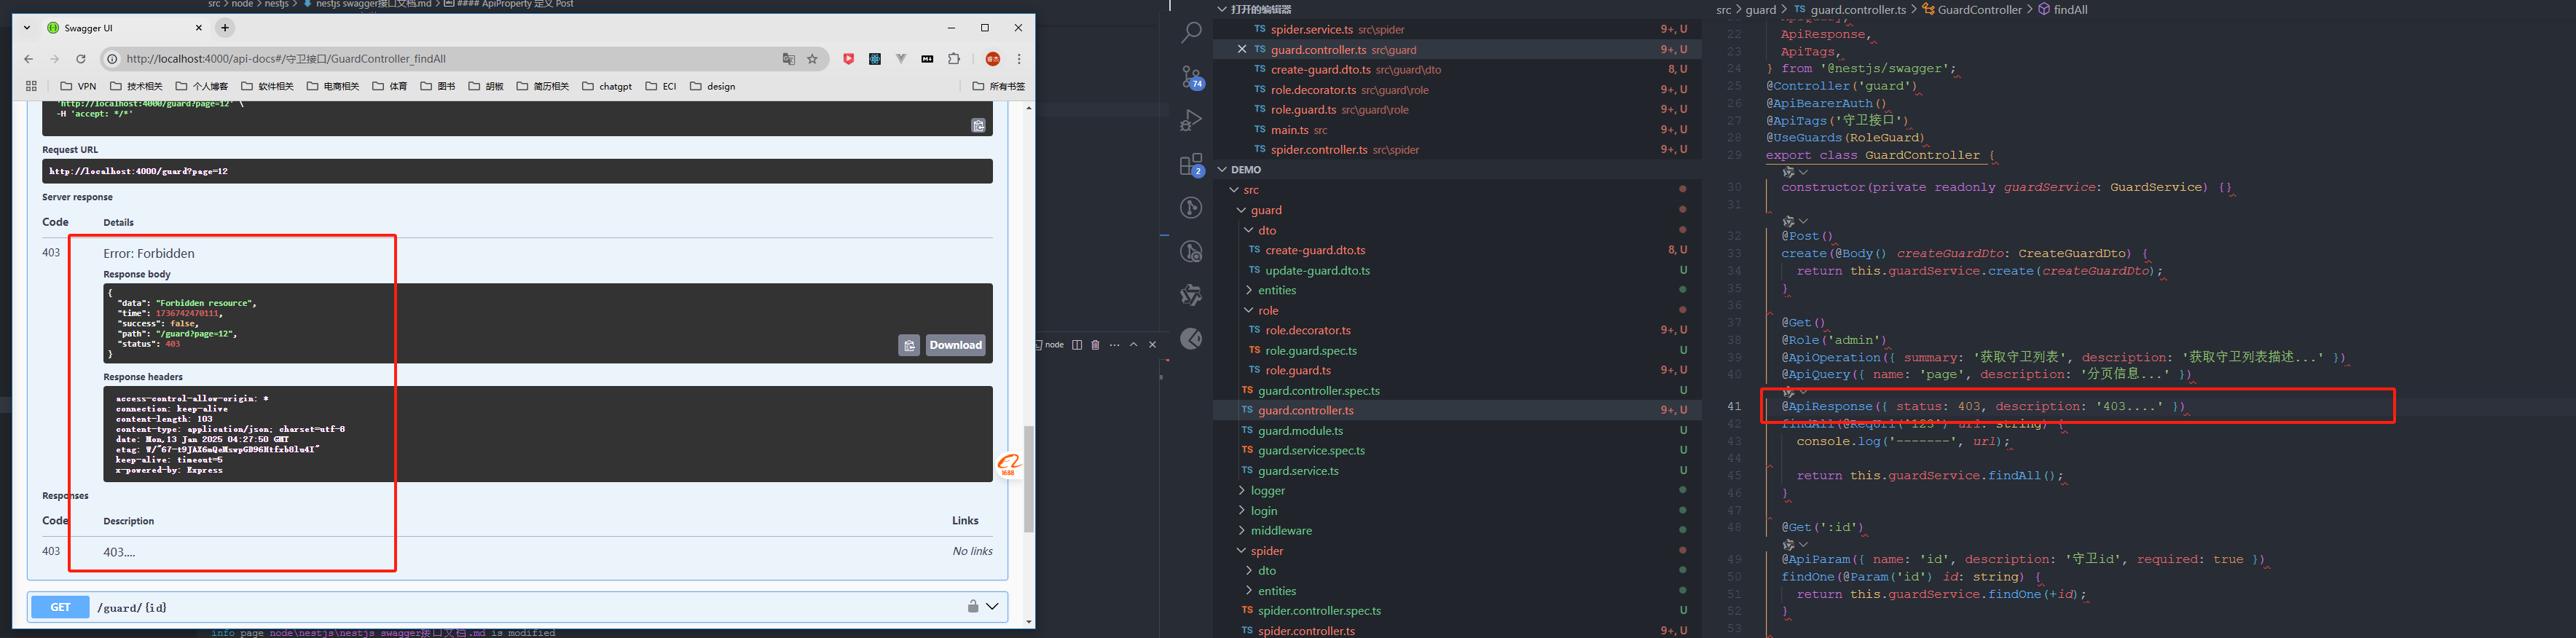 src > node > nestjs > nestjs swagger接口文档.md > #### ApiProperty 定义 Post
Swagger UI
http://localhost:4000/api-docs#/守卫接口/GuardController_findAll
VPN 技术相关 个人博客 软件相关 电商相关 体育 图书 胡椒 简历相关 chatgpt ECI design 所有书签
'http://localhost:4000/guard?page=12' \
-H 'accept: */*'
Request URL
http://localhost:4000/guard?page=12
Server response
Code Details
403 Error: Forbidden
Response body
{
"data": "Forbidden resource",
"time": 1736742470111,
"success": false,
"path": "/guard?page=12",
"status": 403
}
Download
Response headers
access-control-allow-origin: *
connection: keep-alive
content-length: 103
content-type: application/json; charset=utf-8
date: Mon,13 Jan 2025 04:27:50 GMT
keep-alive: timeout=5
x-powered-by: Express
1688
Responses
Code Description Links
403 403.... No links
GET /guard/{id}
info page node\nestjs\nestjs swagger接口文档.md is modified
node
74
2
打开的编辑器
TS spider.service.ts src\spider 9+, U
TS guard.controller.ts src\guard 9+, U
TS create-guard.dto.ts src\guard\dto 8, U
TS role.decorator.ts src\guard\role 9+, U
TS role.guard.ts src\guard\role 9+, U
TS main.ts src 9+, U
TS spider.controller.ts src\spider 9+, U
DEMO
src
guard
dto
TS create-guard.dto.ts 8, U
TS update-guard.dto.ts U
entities
role
TS role.decorator.ts 9+, U
TS role.guard.spec.ts U
TS role.guard.ts 9+, U
TS guard.controller.spec.ts U
TS guard.controller.ts 9+, U
TS guard.module.ts U
TS guard.service.spec.ts U
TS guard.service.ts U
logger
login
middleware
spider
dto
entities
TS spider.controller.spec.ts U
TS spider.controller.ts 9+, U
src > guard > TS guard.controller.ts > GuardController > findAll
22 ApiResponse,
23 ApiTags,
24 } from '@nestjs/swagger';
25 @Controller('guard')
26 @ApiBearerAuth()
27 @ApiTags('守卫接口')
28 @UseGuards(RoleGuard)
29 export class GuardController {
30 constructor(private readonly guardService: GuardService) {}
31
32 @Post()
33 create(@Body() createGuardDto: CreateGuardDto) {
34 return this.guardService.create(createGuardDto);
35 }
36
37 @Get()
38 @Role('admin')
39 @ApiOperation({ summary: '获取守卫列表', description: '获取守卫列表描述...' })
40 @ApiQuery({ name: 'page', description: '分页信息...' })
41 @ApiResponse({ status: 403, description: '403....' })
42 findAll(@ReqUrl('123') url: string) {
43 console.log('-------', url);
44
45 return this.guardService.findAll();
46 }
47
48 @Get(':id')
49 @ApiParam({ name: 'id', description: '守卫id', required: true })
50 findOne(@Param('id') id: string) {
51 return this.guardService.findOne(+id);
52 }
53